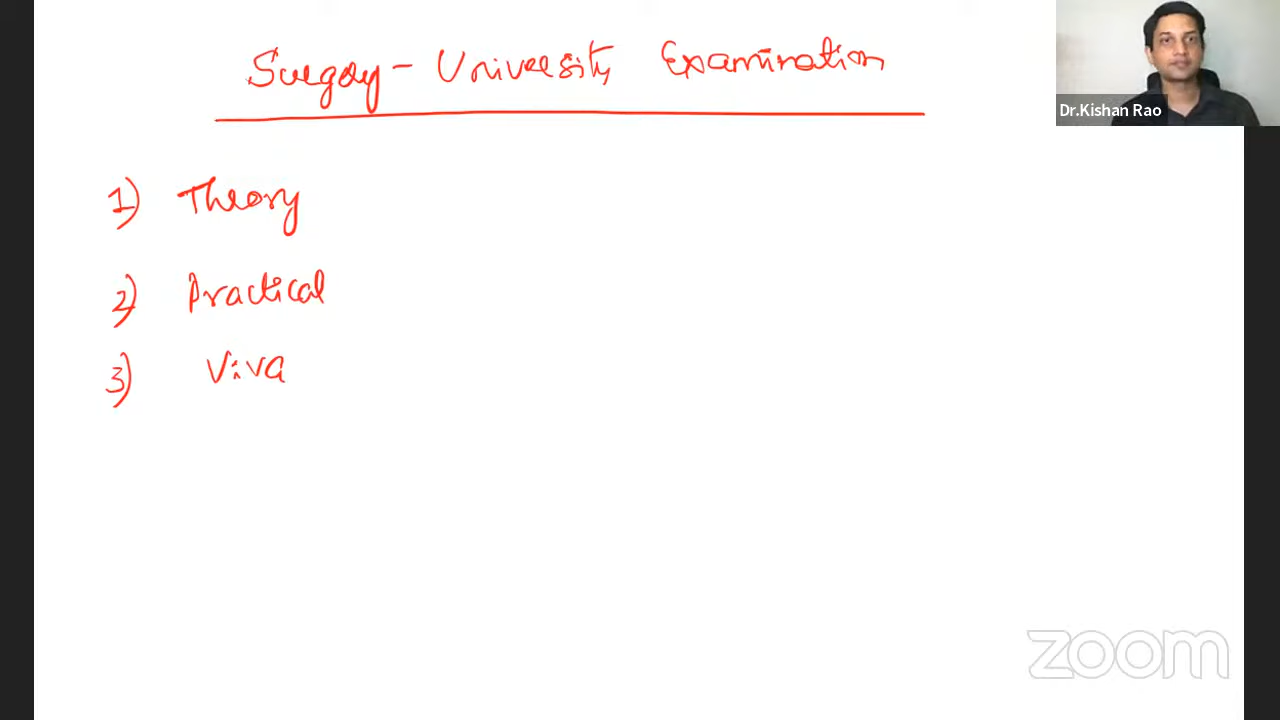 Surgery - University Examination
Dr.Kishan Rao
1) Theory
2) Practical
3) Viva
zoom